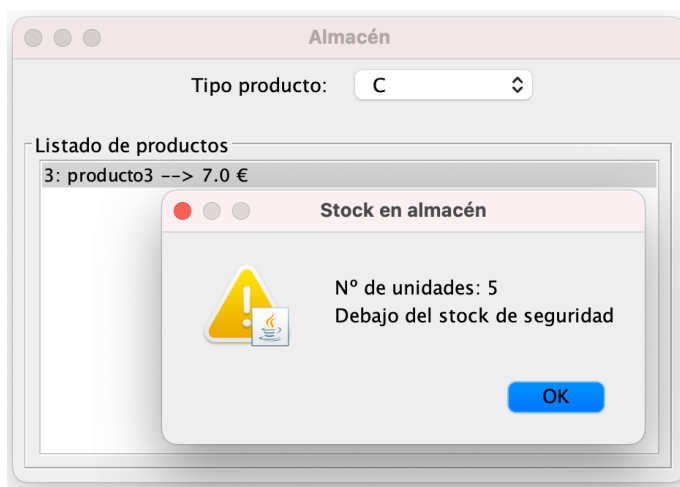 Almacén
Tipo producto: C
Listado de productos
3: producto3 --> 7.0 €
Stock en almacén
Nº de unidades: 5
Debajo del stock de seguridad
OK